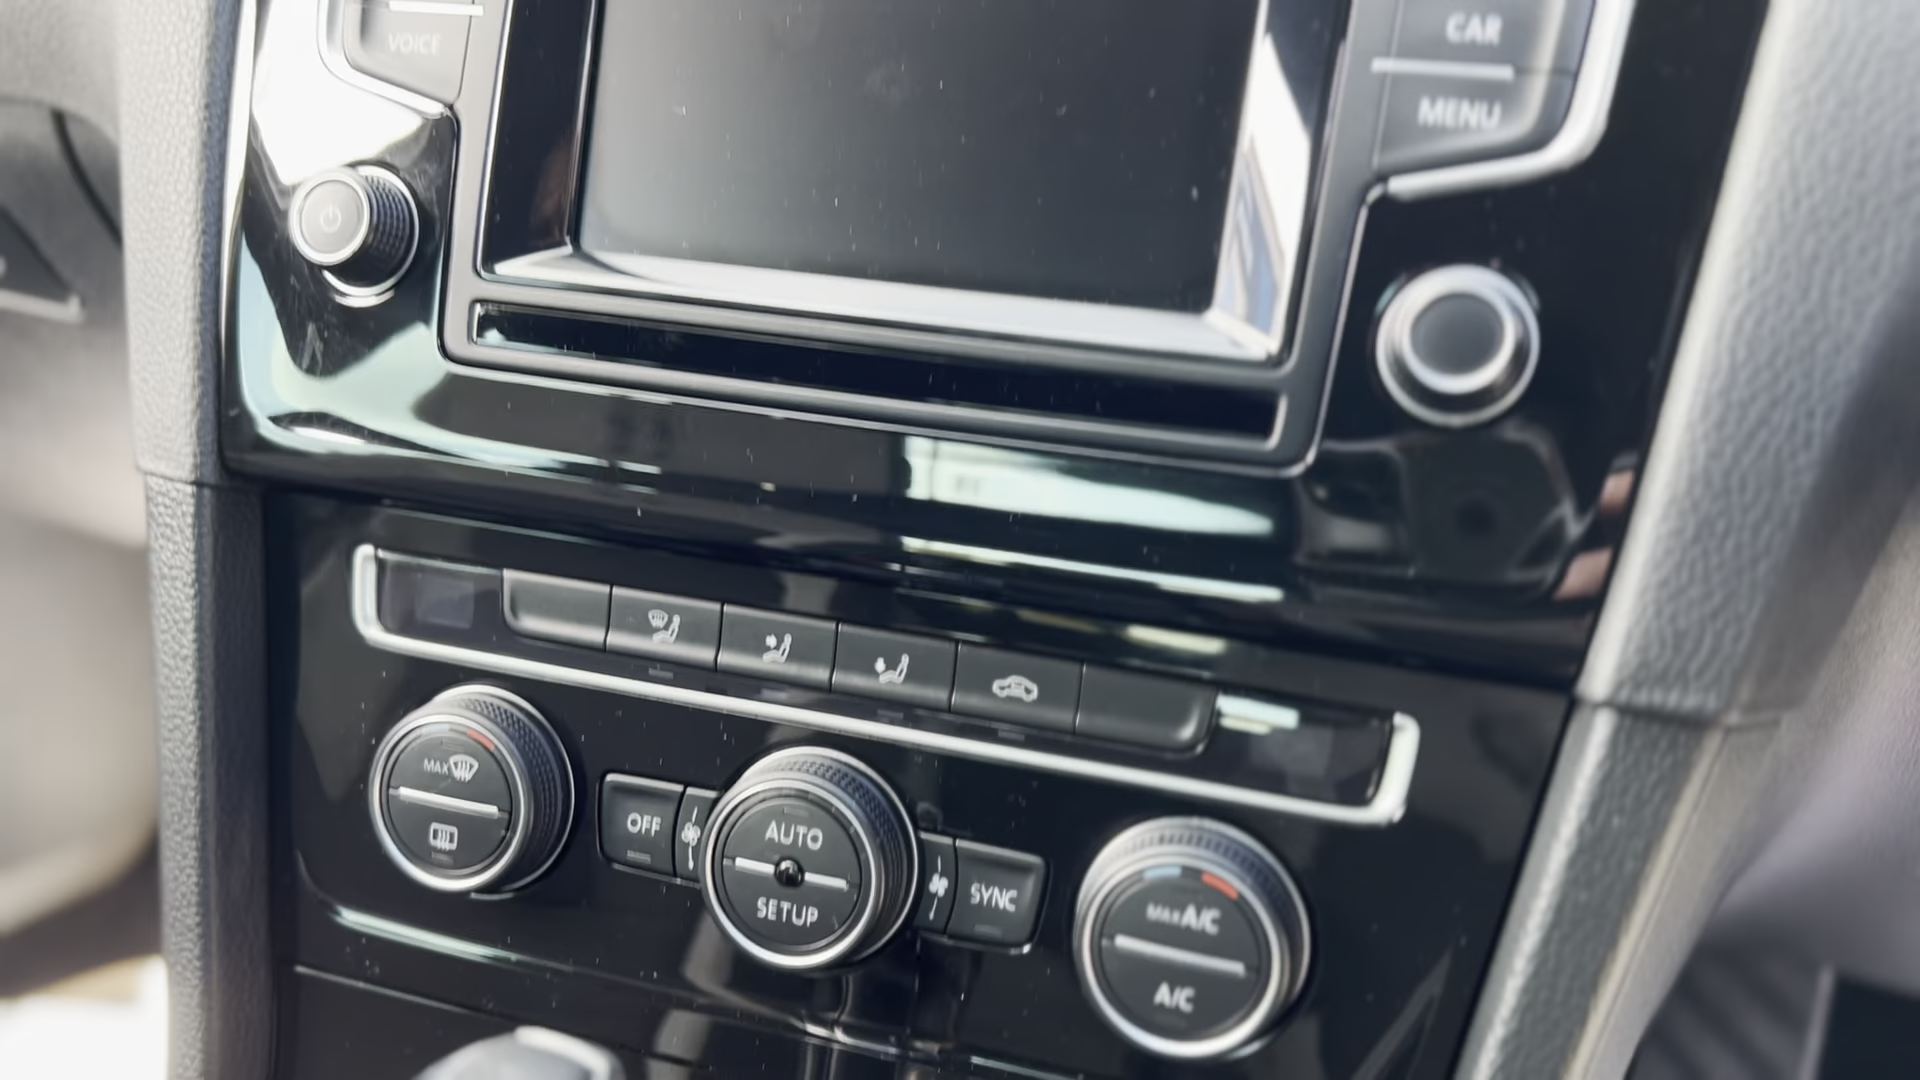 VOICE
CAR
MENU
MAX
OFF
AUTO
SETUP
SYNC
MAX A/C
A/C